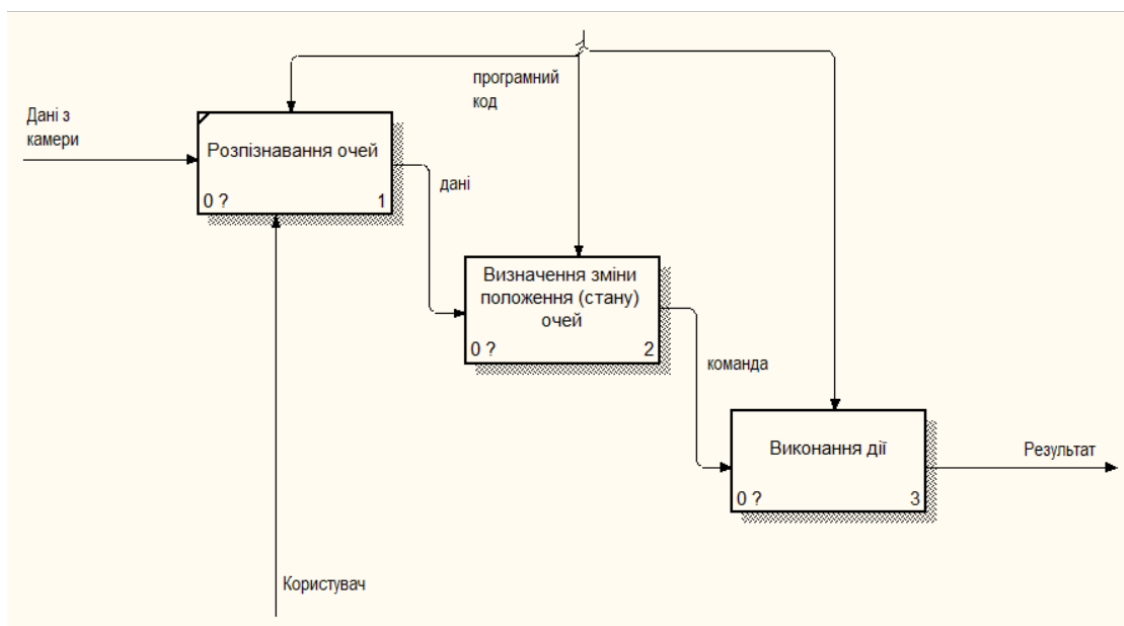 програмний
код
Дані з
камери
Розпізнавання очей
0 ?
1
дані
Визначення зміни
положення (стану)
очей
0 ?
2
команда
Виконання дії
0 ?
3
Результат
Користувач